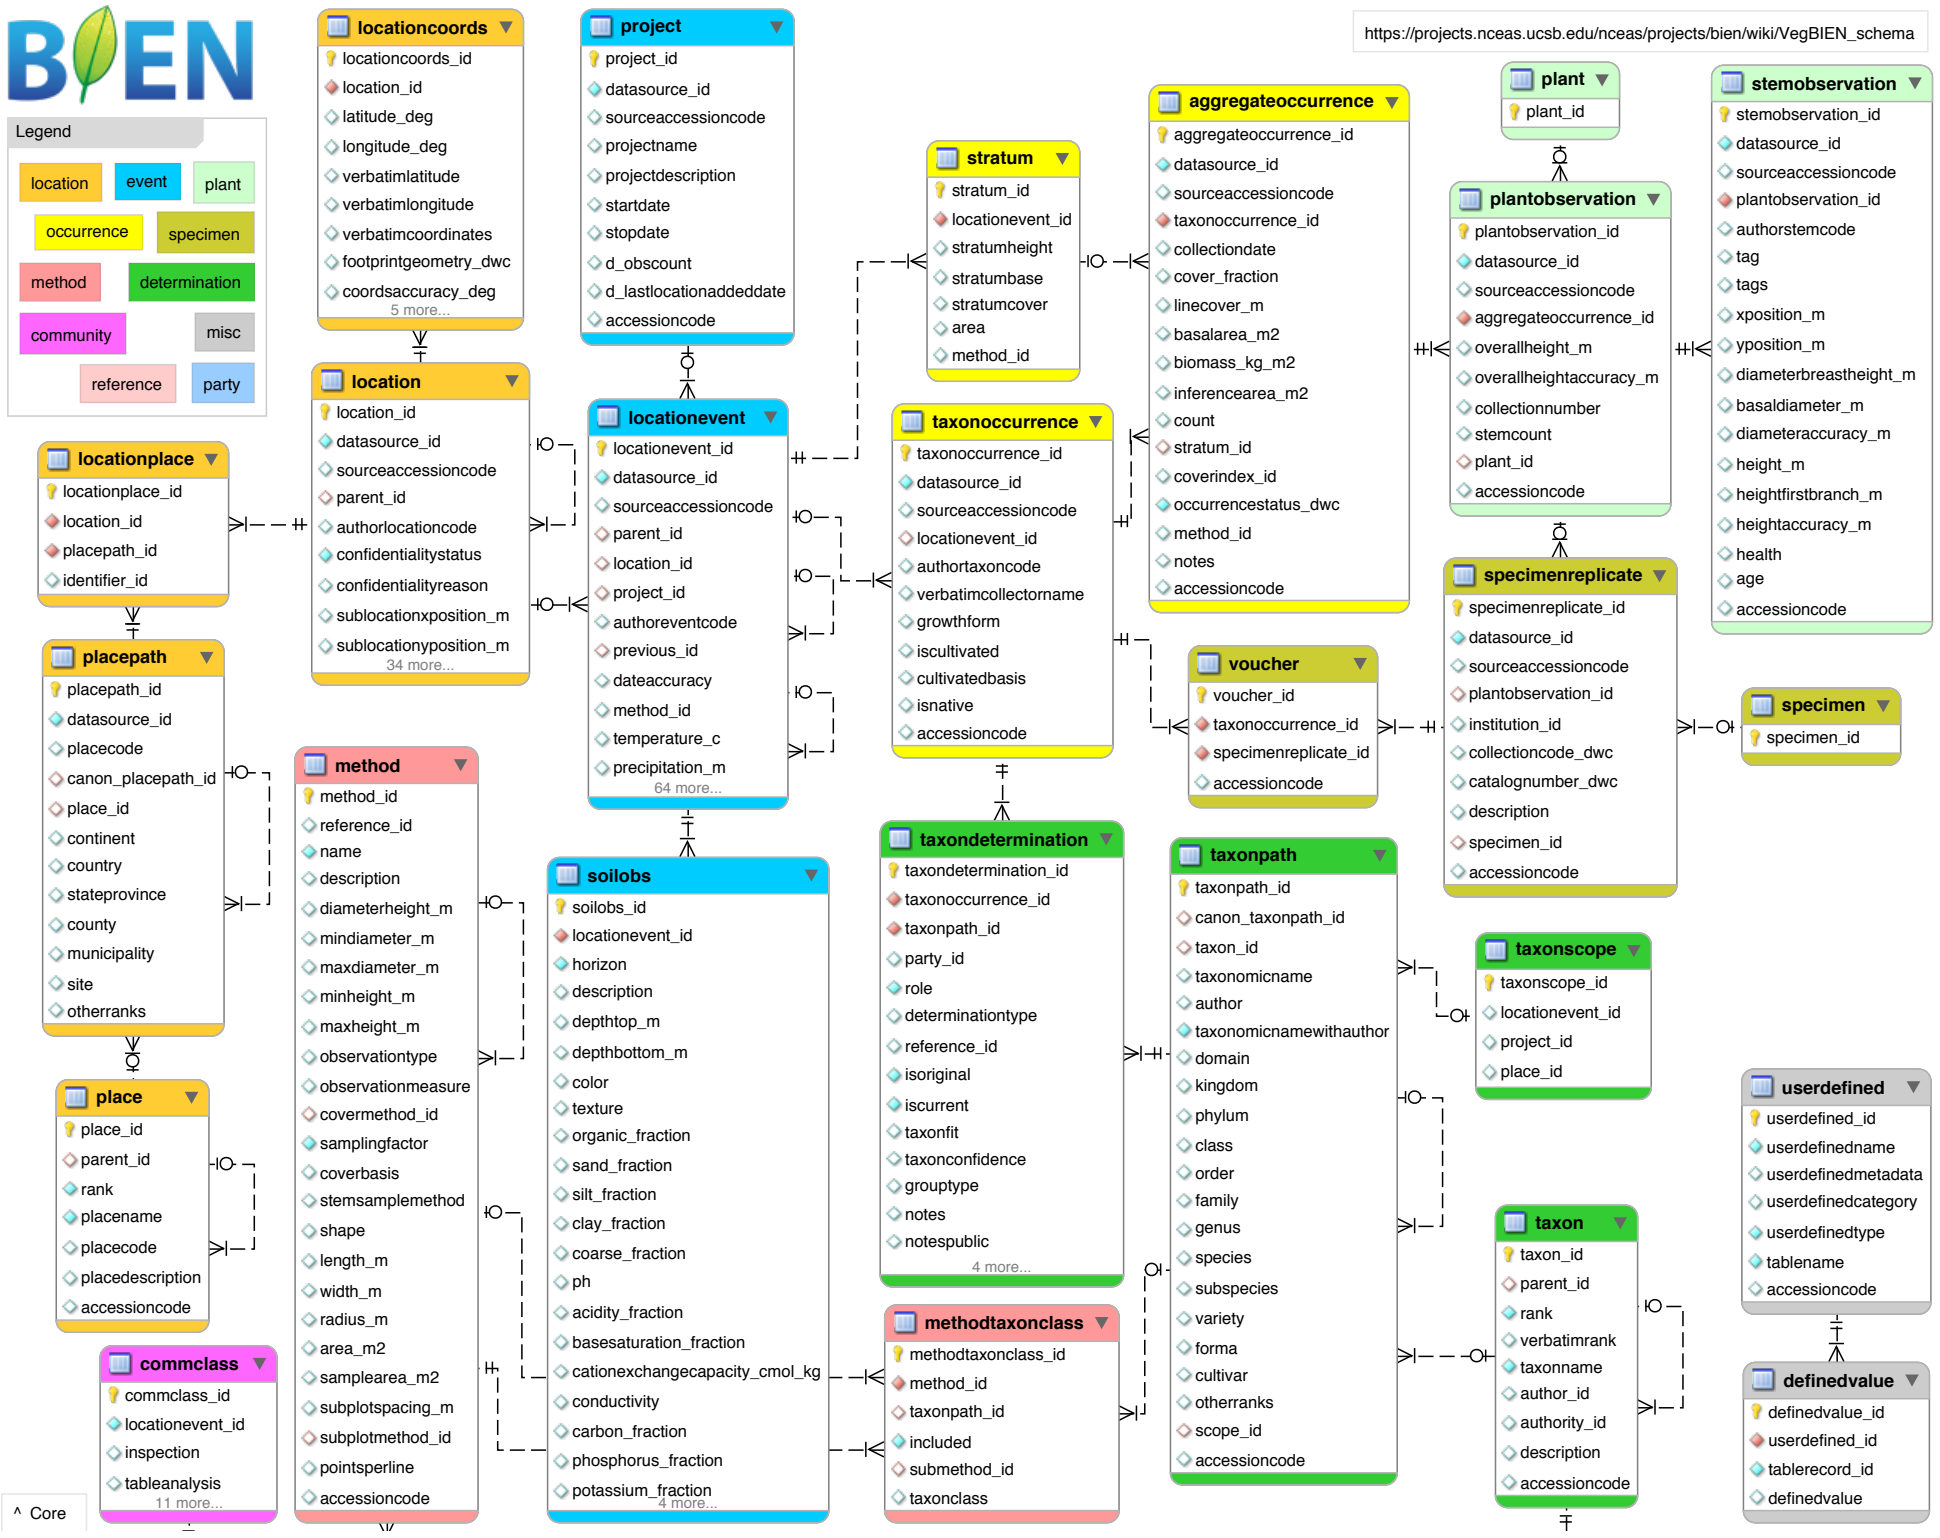 BIEN
https://projects.nceas.ucsb.edu/nceas/projects/bien/wiki/VegBIEN_schema
Legend
location
event
plant
occurrence
specimen
method
determination
community
misc
reference
party
locationcoords
locationcoords_id
location_id
latitude_deg
longitude_deg
verbatimlatitude
verbatimlongitude
verbatimcoordinates
footprintgeometry_dwc
coordsaccuracy_deg
5 more...
project
project_id
datasource_id
sourceaccessioncode
projectname
projectdescription
startdate
stopdate
d_obscount
d_lastlocationaddeddate
accessioncode
stratum
stratum_id
locationevent_id
stratumheight
stratumbase
stratumcover
area
method_id
aggregateoccurrence
aggregateoccurrence_id
datasource_id
sourceaccessioncode
taxonoccurrence_id
collectiondate
cover_fraction
linecover_m
basalarea_m2
biomass_kg_m2
inferencearea_m2
count
stratum_id
coverindex_id
occurrencestatus_dwc
method_id
notes
accessioncode
plant
plant_id
stemobservation
stemobservation_id
datasource_id
sourceaccessioncode
plantobservation_id
authorstemcode
tag
tags
xposition_m
yposition_m
diameterbreastheight_m
basaldiameter_m
diameteraccuracy_m
height_m
heightfirstbranch_m
heightaccuracy_m
health
age
accessioncode
plantobservation
plantobservation_id
datasource_id
sourceaccessioncode
aggregateoccurrence_id
overallheight_m
overallheightaccuracy_m
collectionnumber
stemcount
plant_id
accessioncode
location
location_id
datasource_id
sourceaccessioncode
parent_id
authorlocationcode
confidentialitystatus
confidentialityreason
sublocationxposition_m
sublocationyposition_m
34 more...
locationevent
locationevent_id
datasource_id
sourceaccessioncode
parent_id
location_id
project_id
authoreventcode
previous_id
dateaccuracy
method_id
temperature_c
precipitation_m
64 more...
taxonoccurrence
taxonoccurrence_id
datasource_id
sourceaccessioncode
locationevent_id
authortaxoncode
verbatimcollectorname
growthform
iscultivated
cultivatedbasis
isnative
accessioncode
locationplace
locationplace_id
location_id
placepath_id
identifier_id
placepath
placepath_id
datasource_id
placecode
canon_placepath_id
place_id
continent
country
stateprovince
county
municipality
site
otherranks
voucher
voucher_id
taxonoccurrence_id
specimenreplicate_id
accessioncode
specimenreplicate
specimenreplicate_id
datasource_id
sourceaccessioncode
plantobservation_id
institution_id
collectioncode_dwc
catalognumber_dwc
description
specimen_id
accessioncode
specimen
specimen_id
method
method_id
reference_id
name
description
diameterheight_m
mindiameter_m
maxdiameter_m
minheight_m
maxheight_m
observationtype
observationmeasure
covermethod_id
samplingfactor
coverbasis
stemsamplemethod
shape
length_m
width_m
radius_m
area_m2
samplearea_m2
subplotspacing_m
subplotmethod_id
pointsperline
accessioncode
soilobs
soilobs_id
locationevent_id
horizon
description
depthtop_m
depthbottom_m
color
texture
organic_fraction
sand_fraction
silt_fraction
clay_fraction
coarse_fraction
ph
acidity_fraction
basesaturation_fraction
cationexchangecapacity_cmol_kg
conductivity
carbon_fraction
phosphorus_fraction
potassium_fraction
4 more...
taxondetermination
taxondetermination_id
taxonoccurrence_id
taxonpath_id
party_id
role
determinationtype
reference_id
isoriginal
iscurrent
taxonfit
taxonconfidence
grouptype
notes
notespublic
4 more...
taxonpath
taxonpath_id
canon_taxonpath_id
taxon_id
taxonomicname
author
taxonomicnamewithauthor
domain
kingdom
phylum
class
order
family
genus
species
subspecies
variety
forma
cultivar
otherranks
scope_id
accessioncode
taxonscope
taxonscope_id
locationevent_id
project_id
place_id
place
place_id
parent_id
rank
placename
placecode
placedescription
accessioncode
userdefined
userdefined_id
userdefinedname
userdefinedmetadata
userdefinedcategory
userdefinedtype
tablename
accessioncode
taxon
taxon_id
parent_id
rank
verbatimrank
taxonname
author_id
authority_id
description
accessioncode
methodtaxonclass
methodtaxonclass_id
method_id
taxonpath_id
included
submethod_id
taxonclass
commclass
commclass_id
locationevent_id
inspection
tableanalysis
11 more...
definedvalue
definedvalue_id
userdefined_id
tablerecord_id
definedvalue
^ Core